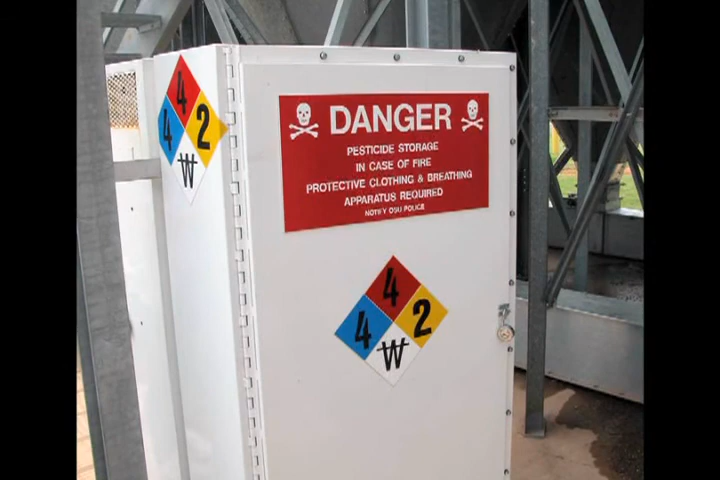 4
4
2
W
DANGER
PESTICIDE STORAGE
IN CASE OF FIRE
PROTECTIVE CLOTHING & BREATHING
APPARATUS REQUIRED
NOTIFY OSU POLICE
4
4
2
W